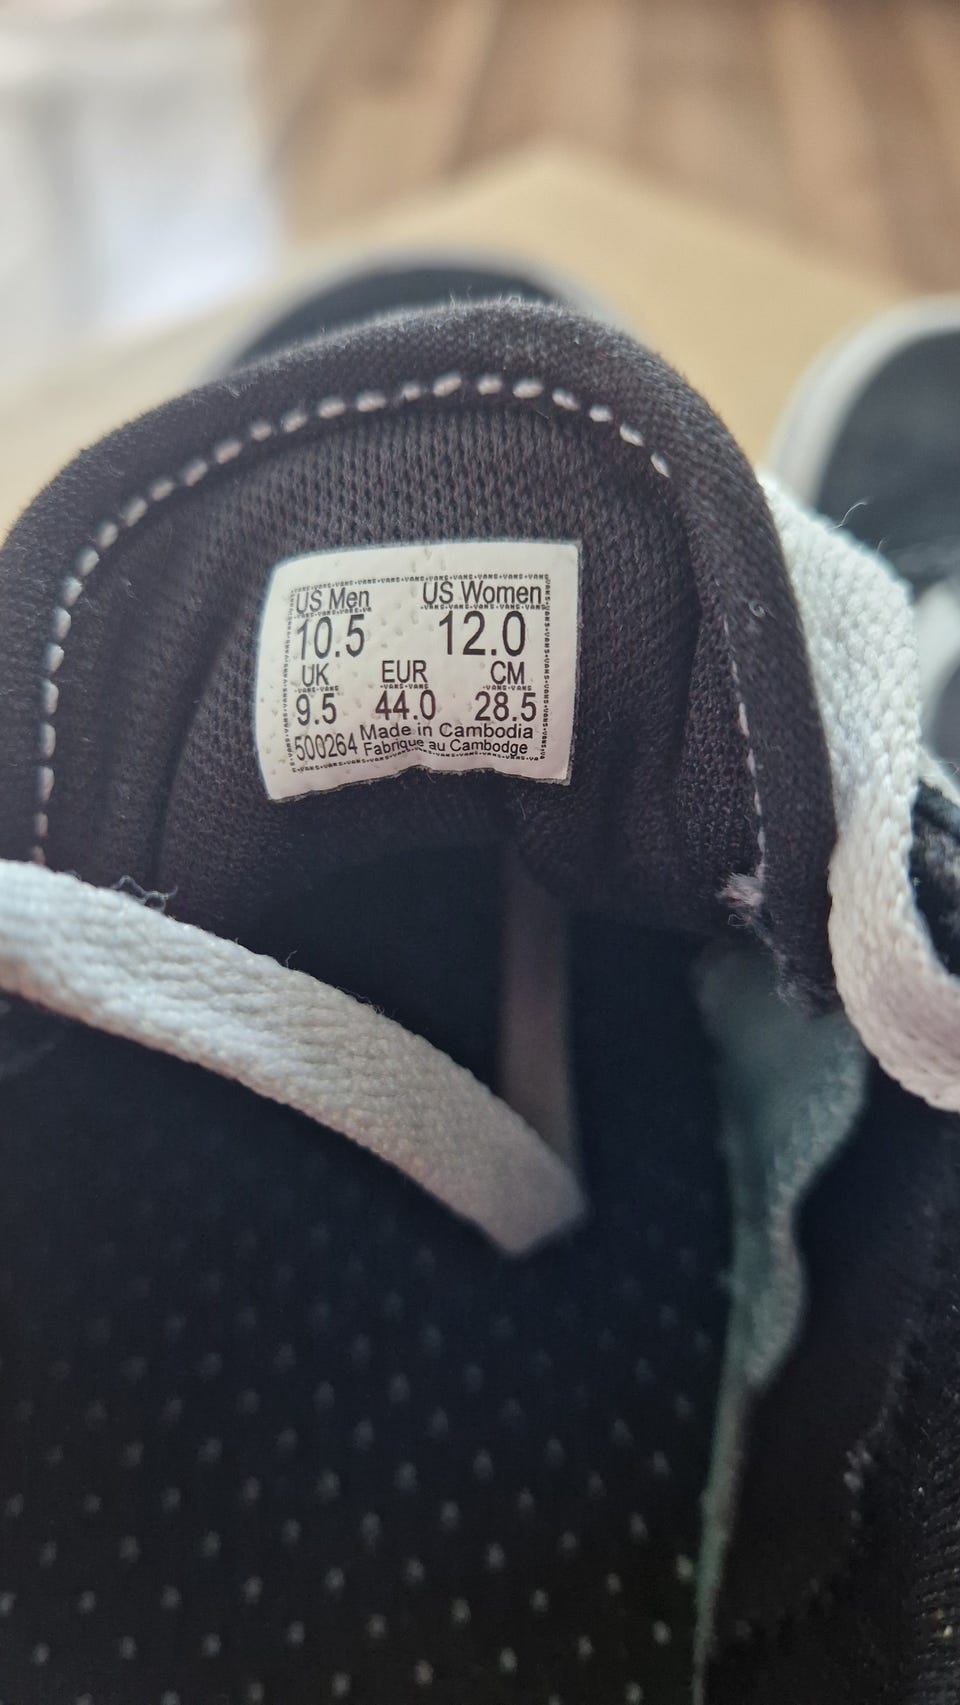 US Men US Women
10.5 12.0
UK EUR CM
9.5 44.0 28.5
500264 Made in Cambodia
Fabrique au Cambodge